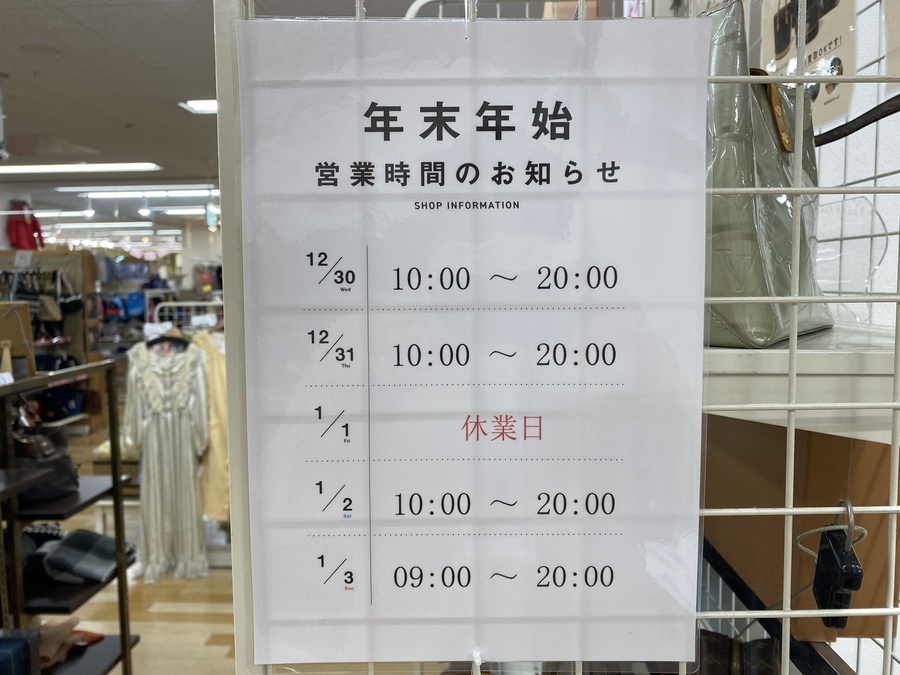 年末年始
営業時間のお知らせ
SHOP INFORMATION
12/30 Wed 10:00 ～ 20:00
12/31 Thu 10:00 ～ 20:00
1/1 Fri 休業日
1/2 Sat 10:00 ～ 20:00
1/3 Sun 09:00 ～ 20:00